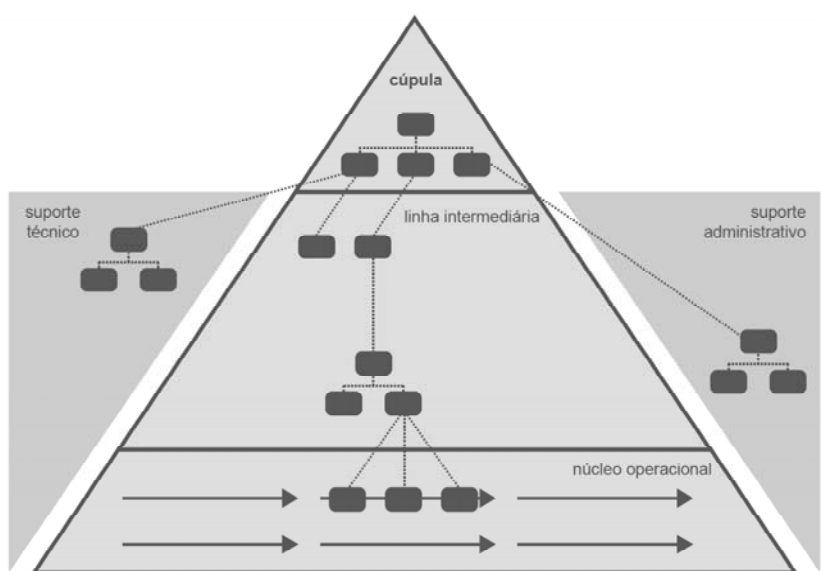 cúpula
linha intermediária
suporte
técnico
suporte
administrativo
núcleo operacional